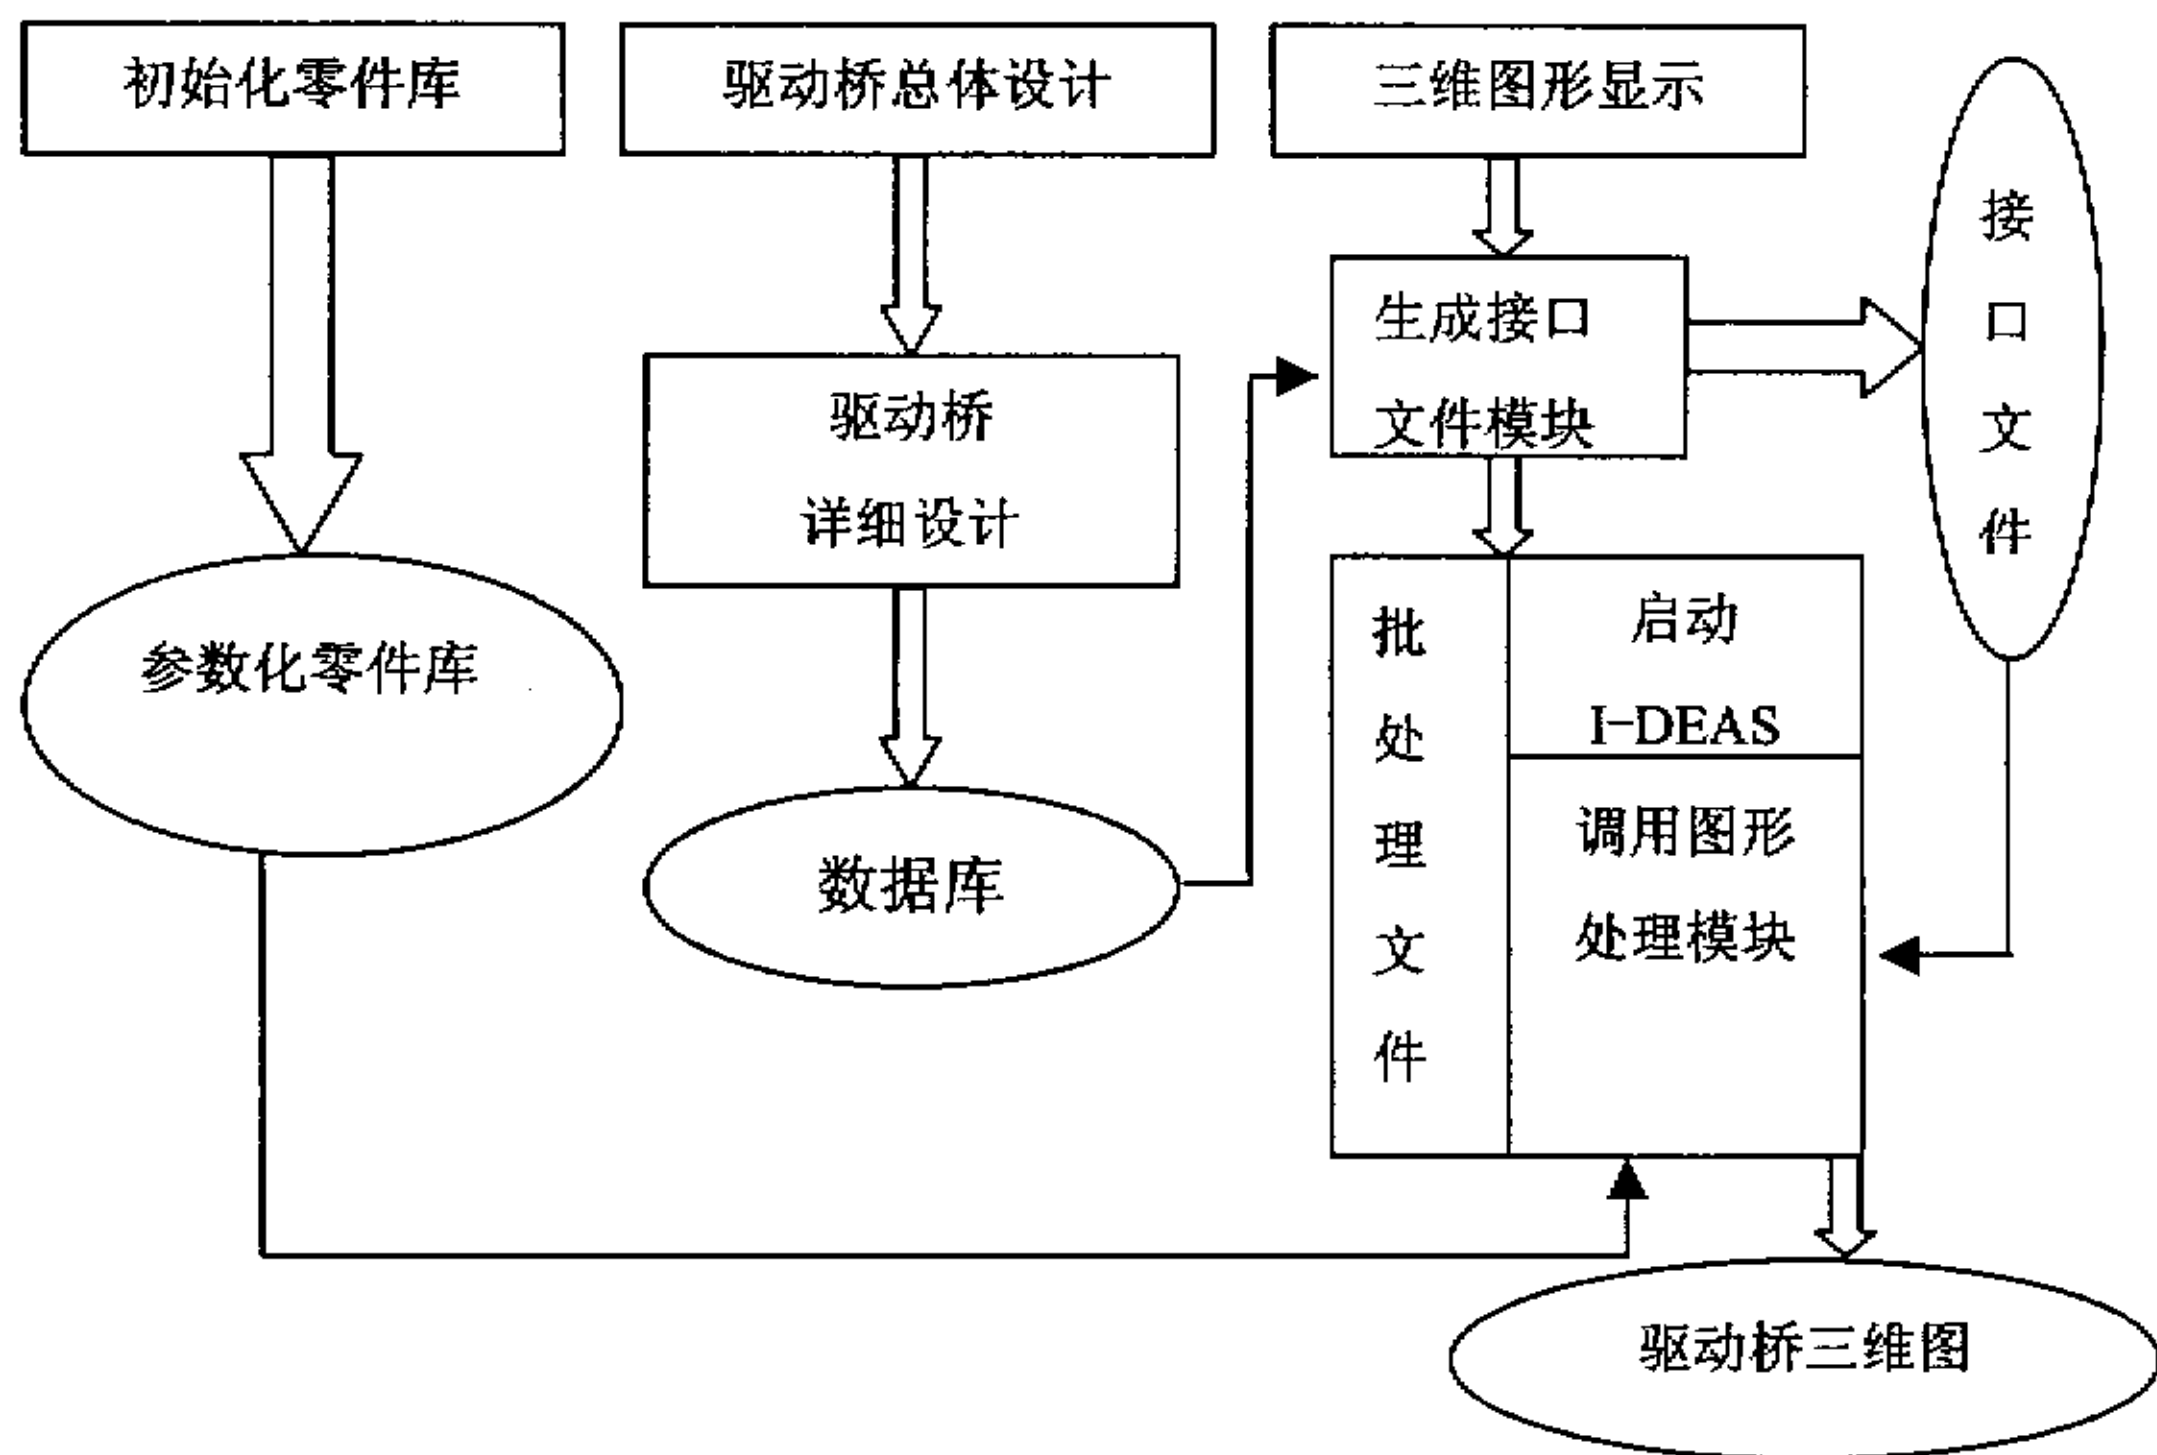 初始化零件库
驱动桥总体设计
三维图形显示
接
口
文
件
生成接口
文件模块
驱动桥
详细设计
参数化零件库
数据库
批
处
理
文
件
启动
I-DEAS
调用图形
处理模块
驱动桥三维图